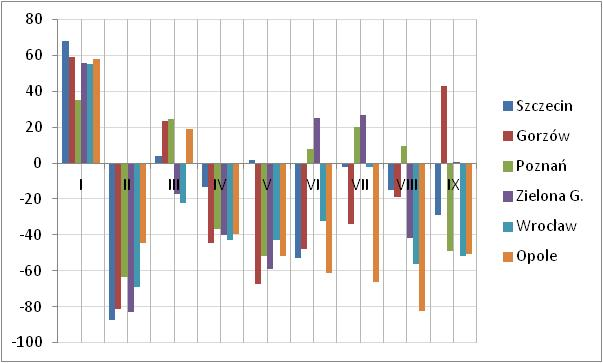 80
60
40
20
0
-20
-40
-60
-80
-100
I II III IV V VI VII VIII IX
Szczecin
Gorzów
Poznań
Zielona G.
Wrocław
Opole